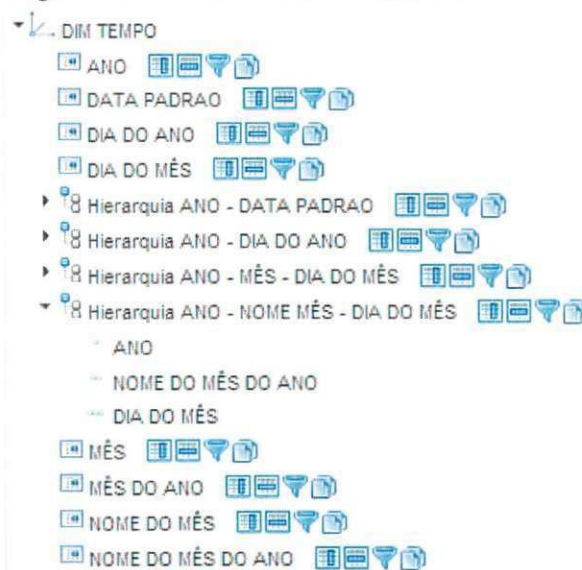 DIM TEMPO
ANO
DATA PADRAO
DIA DO ANO
DIA DO MÊS
Hierarquia ANO - DATA PADRAO
Hierarquia ANO - DIA DO ANO
Hierarquia ANO - MÊS - DIA DO MÊS
Hierarquia ANO - NOME MÊS - DIA DO MÊS
ANO
NOME DO MÊS DO ANO
DIA DO MÊS
MÊS
MÊS DO ANO
NOME DO MÊS
NOME DO MÊS DO ANO